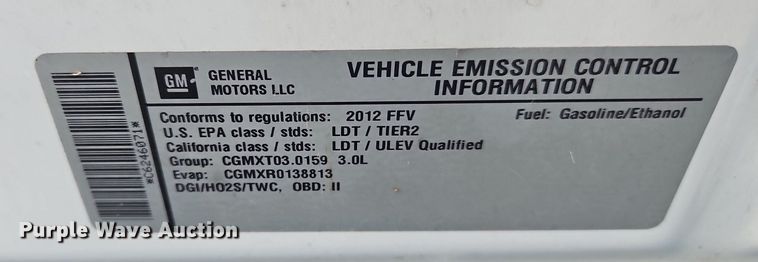 GM
GENERAL
MOTORS LLC
VEHICLE EMISSION CONTROL
INFORMATION
Conforms to regulations: 2012 FFV
Fuel: Gasoline/Ethanol
U.S. EPA class / stds: LDT / TIER2
California class / stds: LDT / ULEV Qualified
Group: CGMXT03.0159 3.0L
Evap: CGMXR0138813
DGI/HO2S/TWC, OBD: II
*C6246071*
Purple Wave Auction